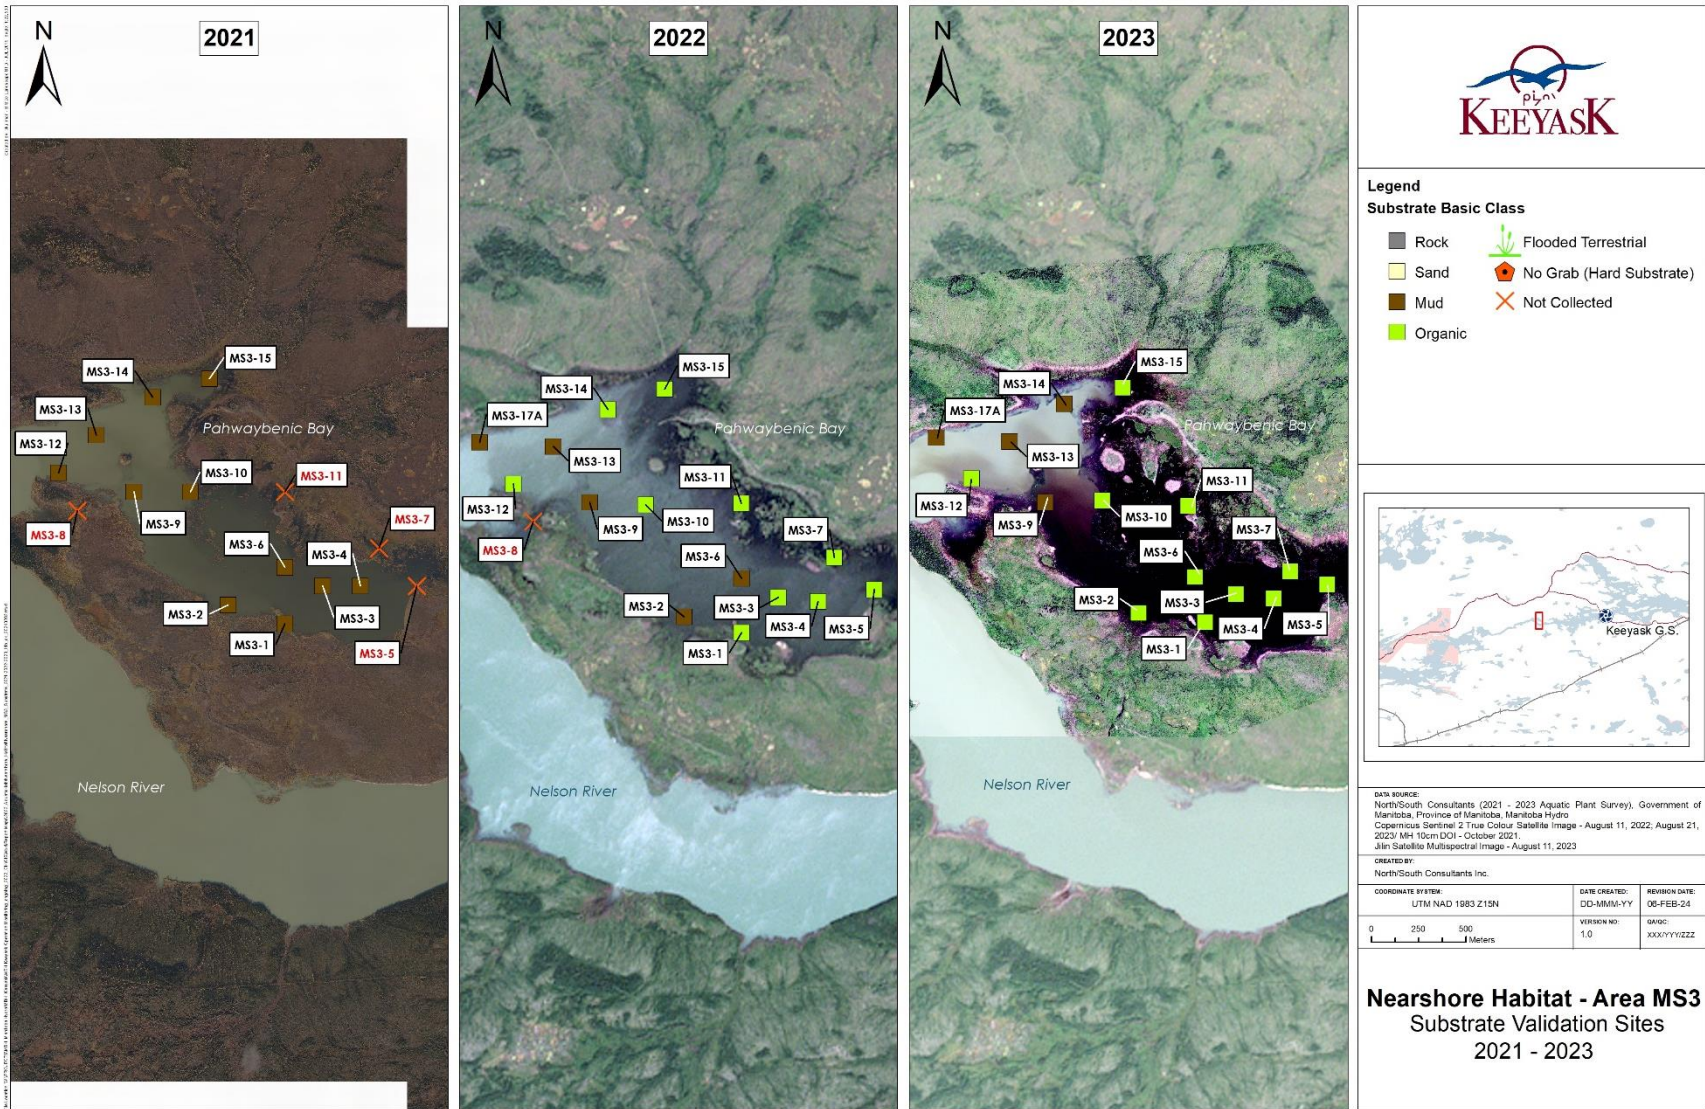 2021
N
MS3-15
MS3-14
MS3-13
Pahwaybenic Bay
MS3-12
MS3-10
MS3-11
MS3-8
MS3-9
MS3-7
MS3-6
MS3-4
MS3-2
MS3-3
MS3-1
MS3-5
Nelson River
2022
N
MS3-15
MS3-14
MS3-17A
Pahwaybenic Bay
MS3-13
MS3-11
MS3-12
MS3-9
MS3-10
MS3-7
MS3-8
MS3-6
MS3-2
MS3-3
MS3-4
MS3-5
MS3-1
Nelson River
2023
N
MS3-15
MS3-14
MS3-17A
Pahwaybenic Bay
MS3-13
MS3-11
MS3-12
MS3-9
MS3-10
MS3-7
MS3-6
MS3-2
MS3-3
MS3-4
MS3-5
MS3-1
Nelson River
KEEYASK
Legend
Substrate Basic Class
Rock
Sand
Mud
Organic
Flooded Terrestrial
No Grab (Hard Substrate)
Not Collected
Keeyask G.S.
DATA SOURCE:
North/South Consultants (2021 - 2023 Aquatic Plant Survey), Government of
Manitoba, Province of Manitoba, Manitoba Hydro
Copernicus Sentinel 2 True Colour Satellite Image - August 11, 2022; August 21,
2023/ MH 10cm DOI - October 2021.
Jilin Satellite Multispectral Image - August 11, 2023
CREATED BY:
North/South Consultants Inc.
COORDINATE SYSTEM:
UTM NAD 1983 Z15N
DATE CREATED:
DD-MMM-YY
REVISION DATE:
06-FEB-24
0 250 500
Meters
VERSION NO:
1.0
QA/QC:
XXX/YYY/ZZZ
Nearshore Habitat - Area MS3
Substrate Validation Sites
2021 - 2023